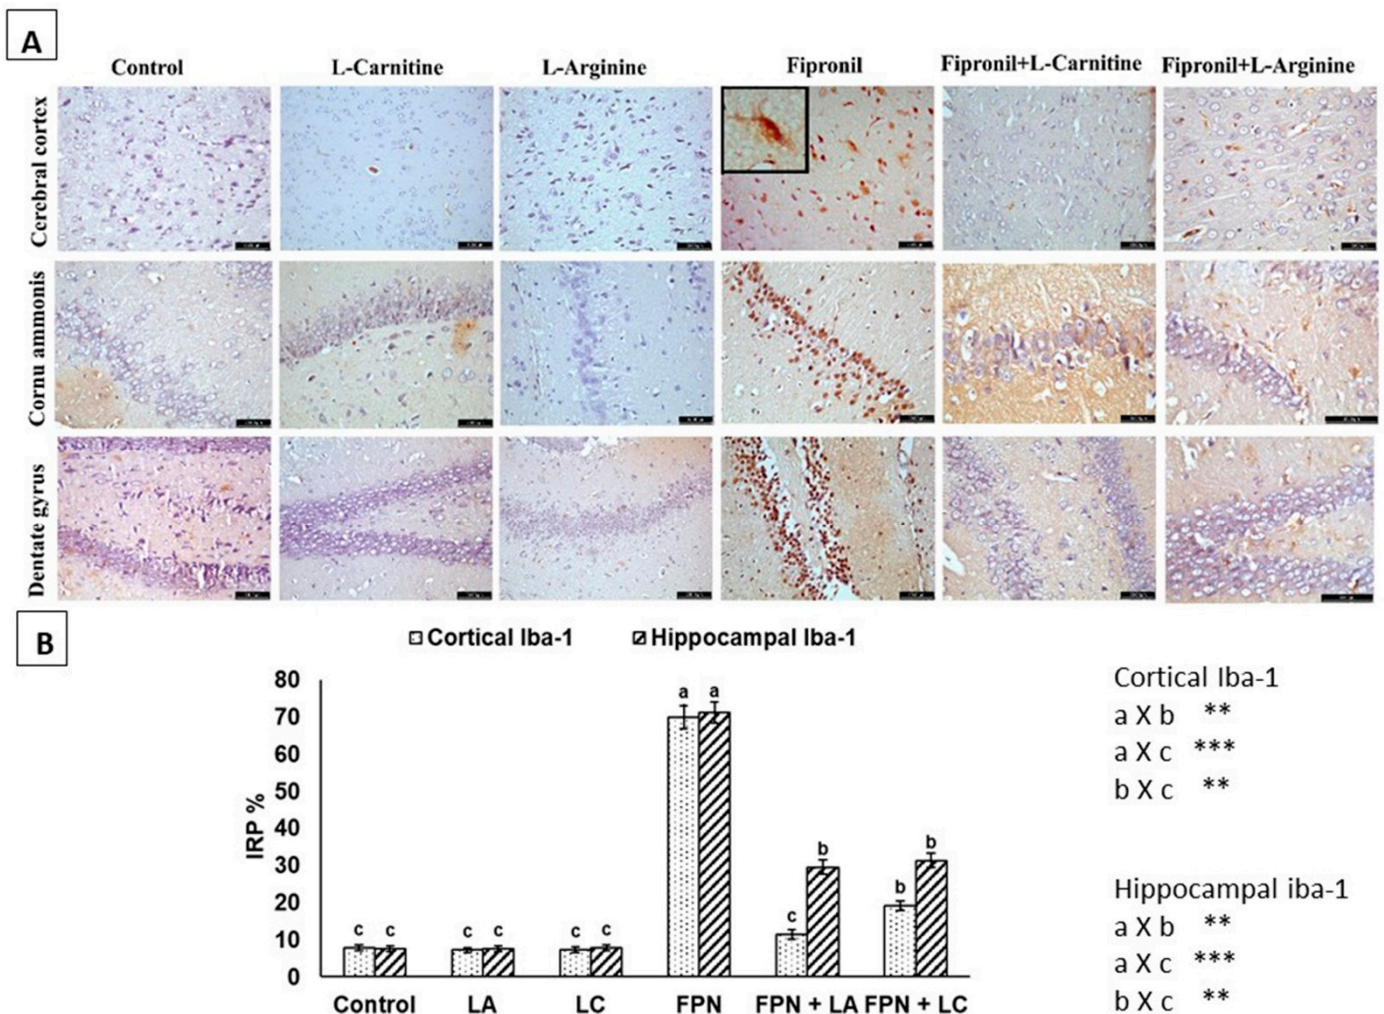 A
Control L-Carnitine L-Arginine Fipronil Fipronil+L-Carnitine Fipronil+L-Arginine
Cerebral cortex
Cornu ammonis
Dentate gyrus
B
Cortical Iba-1 Hippocampal Iba-1
IRP %
80
70
60
50
40
30
20
10
0
c c c c c c a a c b b b
Control LA LC FPN FPN + LA FPN + LC
Cortical Iba-1
a X b **
a X c ***
b X c **
Hippocampal iba-1
a X b **
a X c ***
b X c **